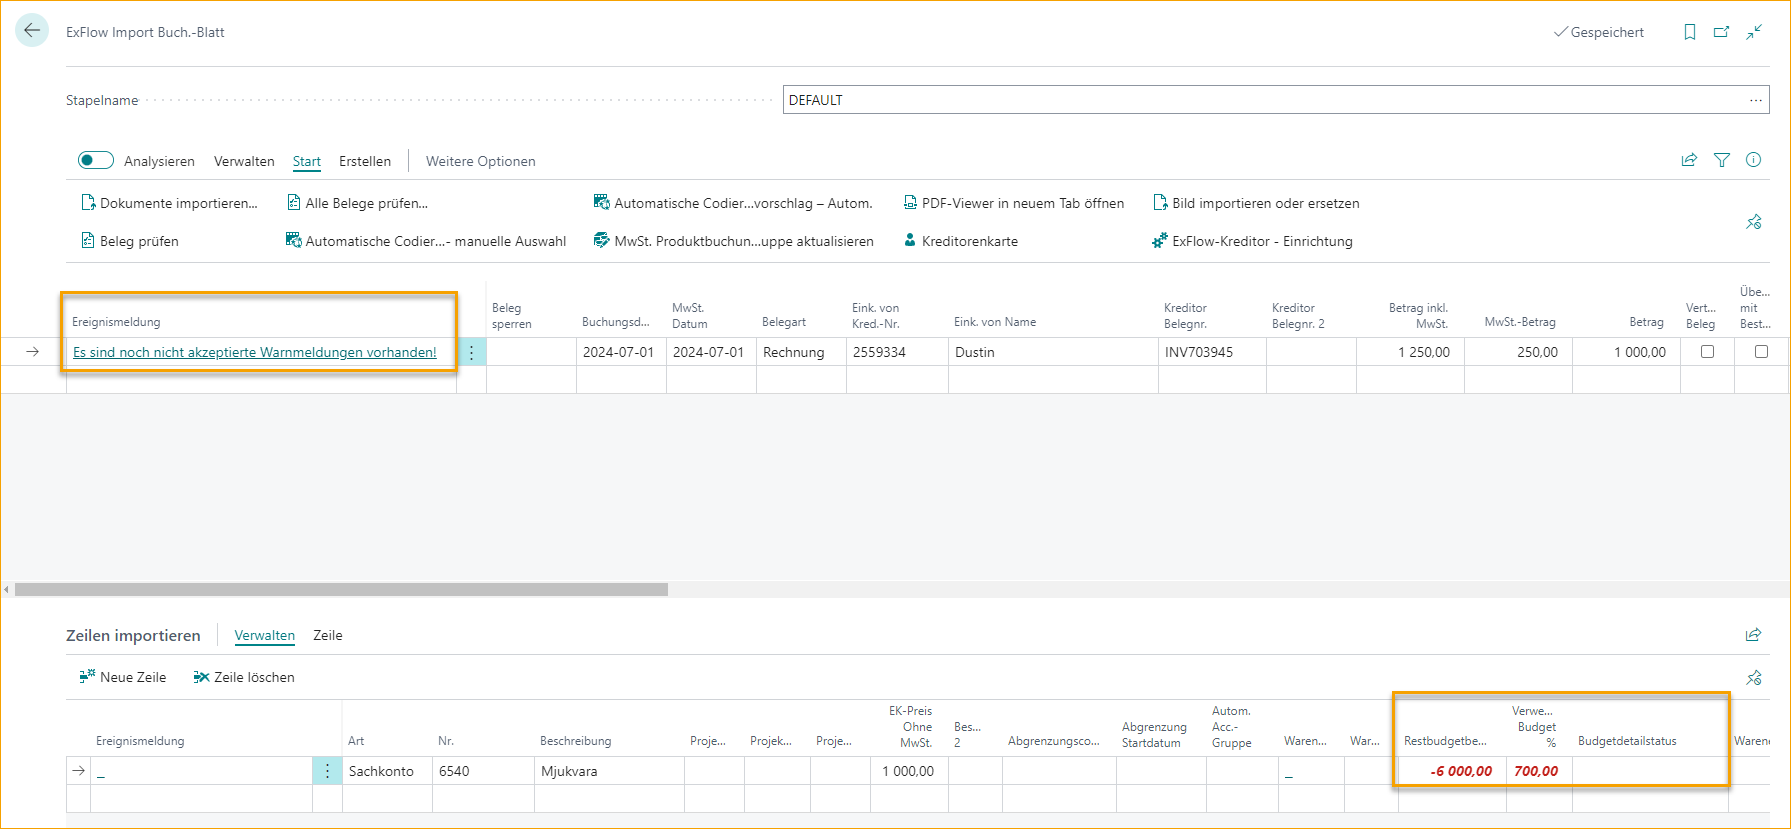 ExFlow Import Buch.-Blatt
Gespeichert
Stapelname
DEFAULT
Analysieren Verwalten Start Erstellen Weitere Optionen
Dokumente importieren... Alle Belege prüfen... Automatische Codier...vorschlag – Autom. PDF-Viewer in neuem Tab öffnen Bild importieren oder ersetzen
Beleg prüfen Automatische Codier...- manuelle Auswahl MwSt. Produktbuchun...uppe aktualisieren Kreditorenkarte ExFlow-Kreditor - Einrichtung
Ereignismeldung
Beleg sperren
Buchungsd...
MwSt. Datum
Belegart
Eink. von Kred.-Nr.
Eink. von Name
Kreditor Belegnr.
Kreditor Belegnr. 2
Betrag inkl. MwSt.
MwSt.-Betrag
Betrag
Vert... Beleg
Übe... mit Best...
Es sind noch nicht akzeptierte Warnmeldungen vorhanden! 2024-07-01 2024-07-01 Rechnung 2559334 Dustin INV703945 1 250,00 250,00 1 000,00
Zeilen importieren Verwalten Zeile
Neue Zeile Zeile löschen
Ereignismeldung
Art
Nr.
Beschreibung
Proje...
Projek...
Proje...
EK-Preis Ohne MwSt.
Bes... 2
Abgrenzungsco...
Abgrenzung Startdatum
Autom. Acc.-Gruppe
Waren...
War...
Restbudgetbe...
Verwe... Budget %
Budgetdetailstatus
Warene
_ Sachkonto 6540 Mjukvara 1 000,00 _ -6 000,00 700,00